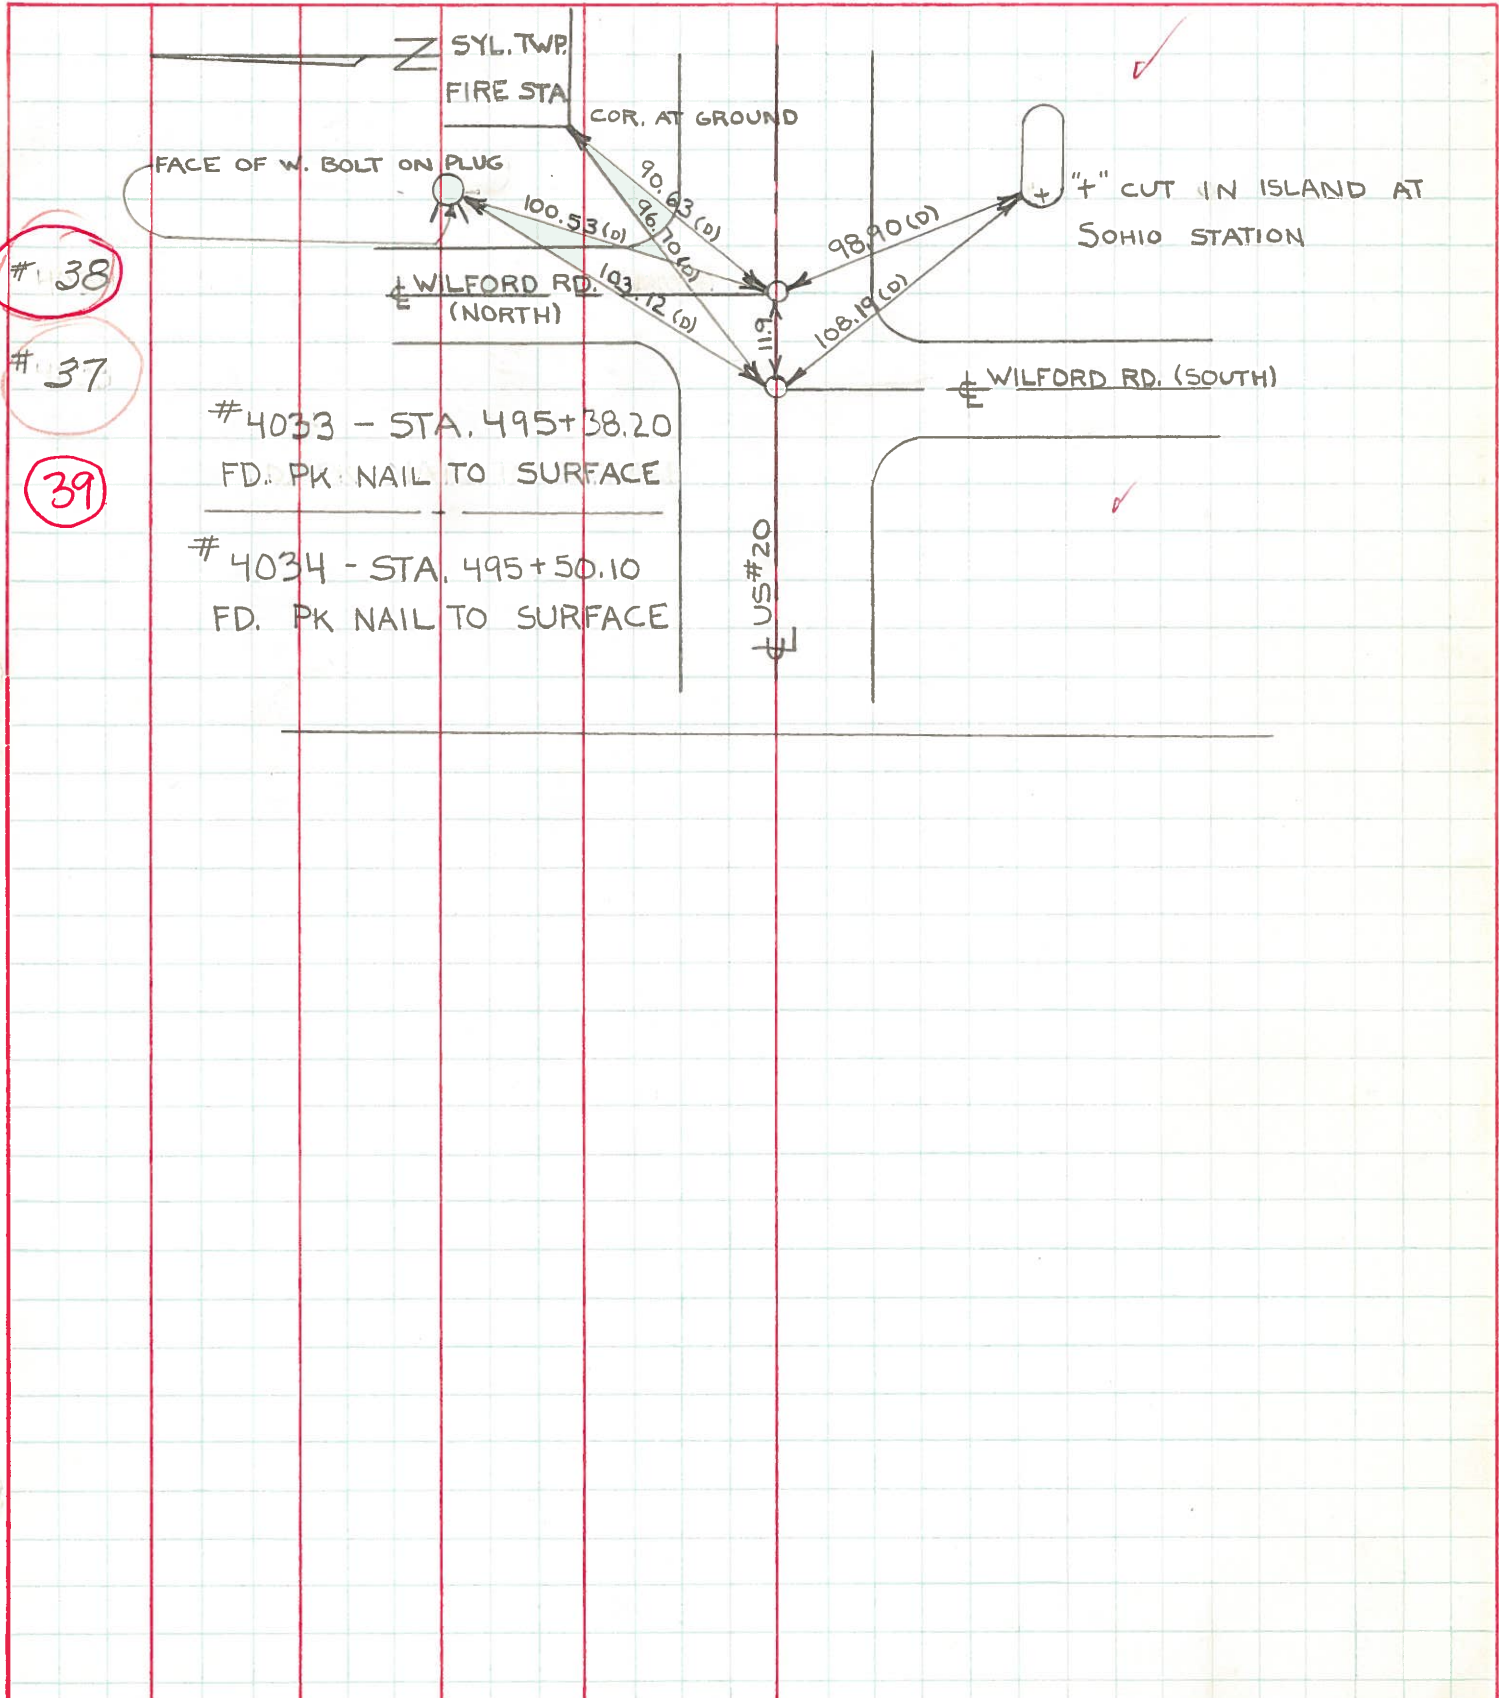 SYL. TWP.
FIRE STA
COR. AT GROUND
FACE OF W. BOLT ON PLUG
90.63 (D)
96.70 (D)
100.53 (D)
103.12 (D)
98.90 (D)
108.19 (D)
"+" CUT IN ISLAND AT
SOHIO STATION
+
# 38
℄ WILFORD RD.
(NORTH)
11.9
# 37
℄ WILFORD RD. (SOUTH)
#4033 - STA. 495+38.20
FD. PK NAIL TO SURFACE
39
# 4034 - STA. 495+50.10
FD. PK NAIL TO SURFACE
℄ US#20